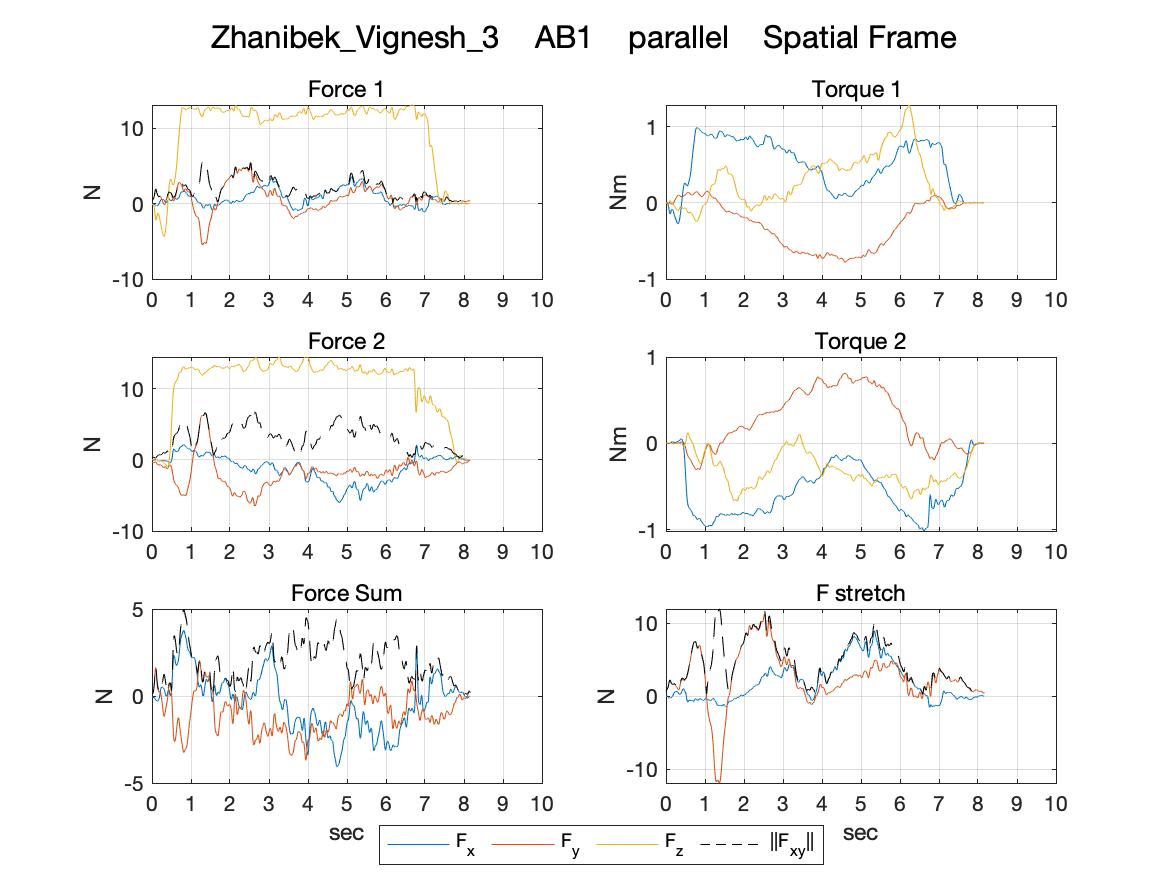 Zhanibek_Vignesh_3 AB1 parallel Spatial Frame
Force 1
N
10
0
-10
0 1 2 3 4 5 6 7 8 9 10
Torque 1
Nm
1
0
-1
0 1 2 3 4 5 6 7 8 9 10
Force 2
N
10
0
-10
0 1 2 3 4 5 6 7 8 9 10
Torque 2
Nm
1
0
-1
0 1 2 3 4 5 6 7 8 9 10
Force Sum
N
5
0
-5
0 1 2 3 4 5 6 7 8 9 10
sec
F stretch
N
10
0
-10
0 1 2 3 4 5 6 7 8 9 10
sec
F_x F_y F_z ||F_xy||